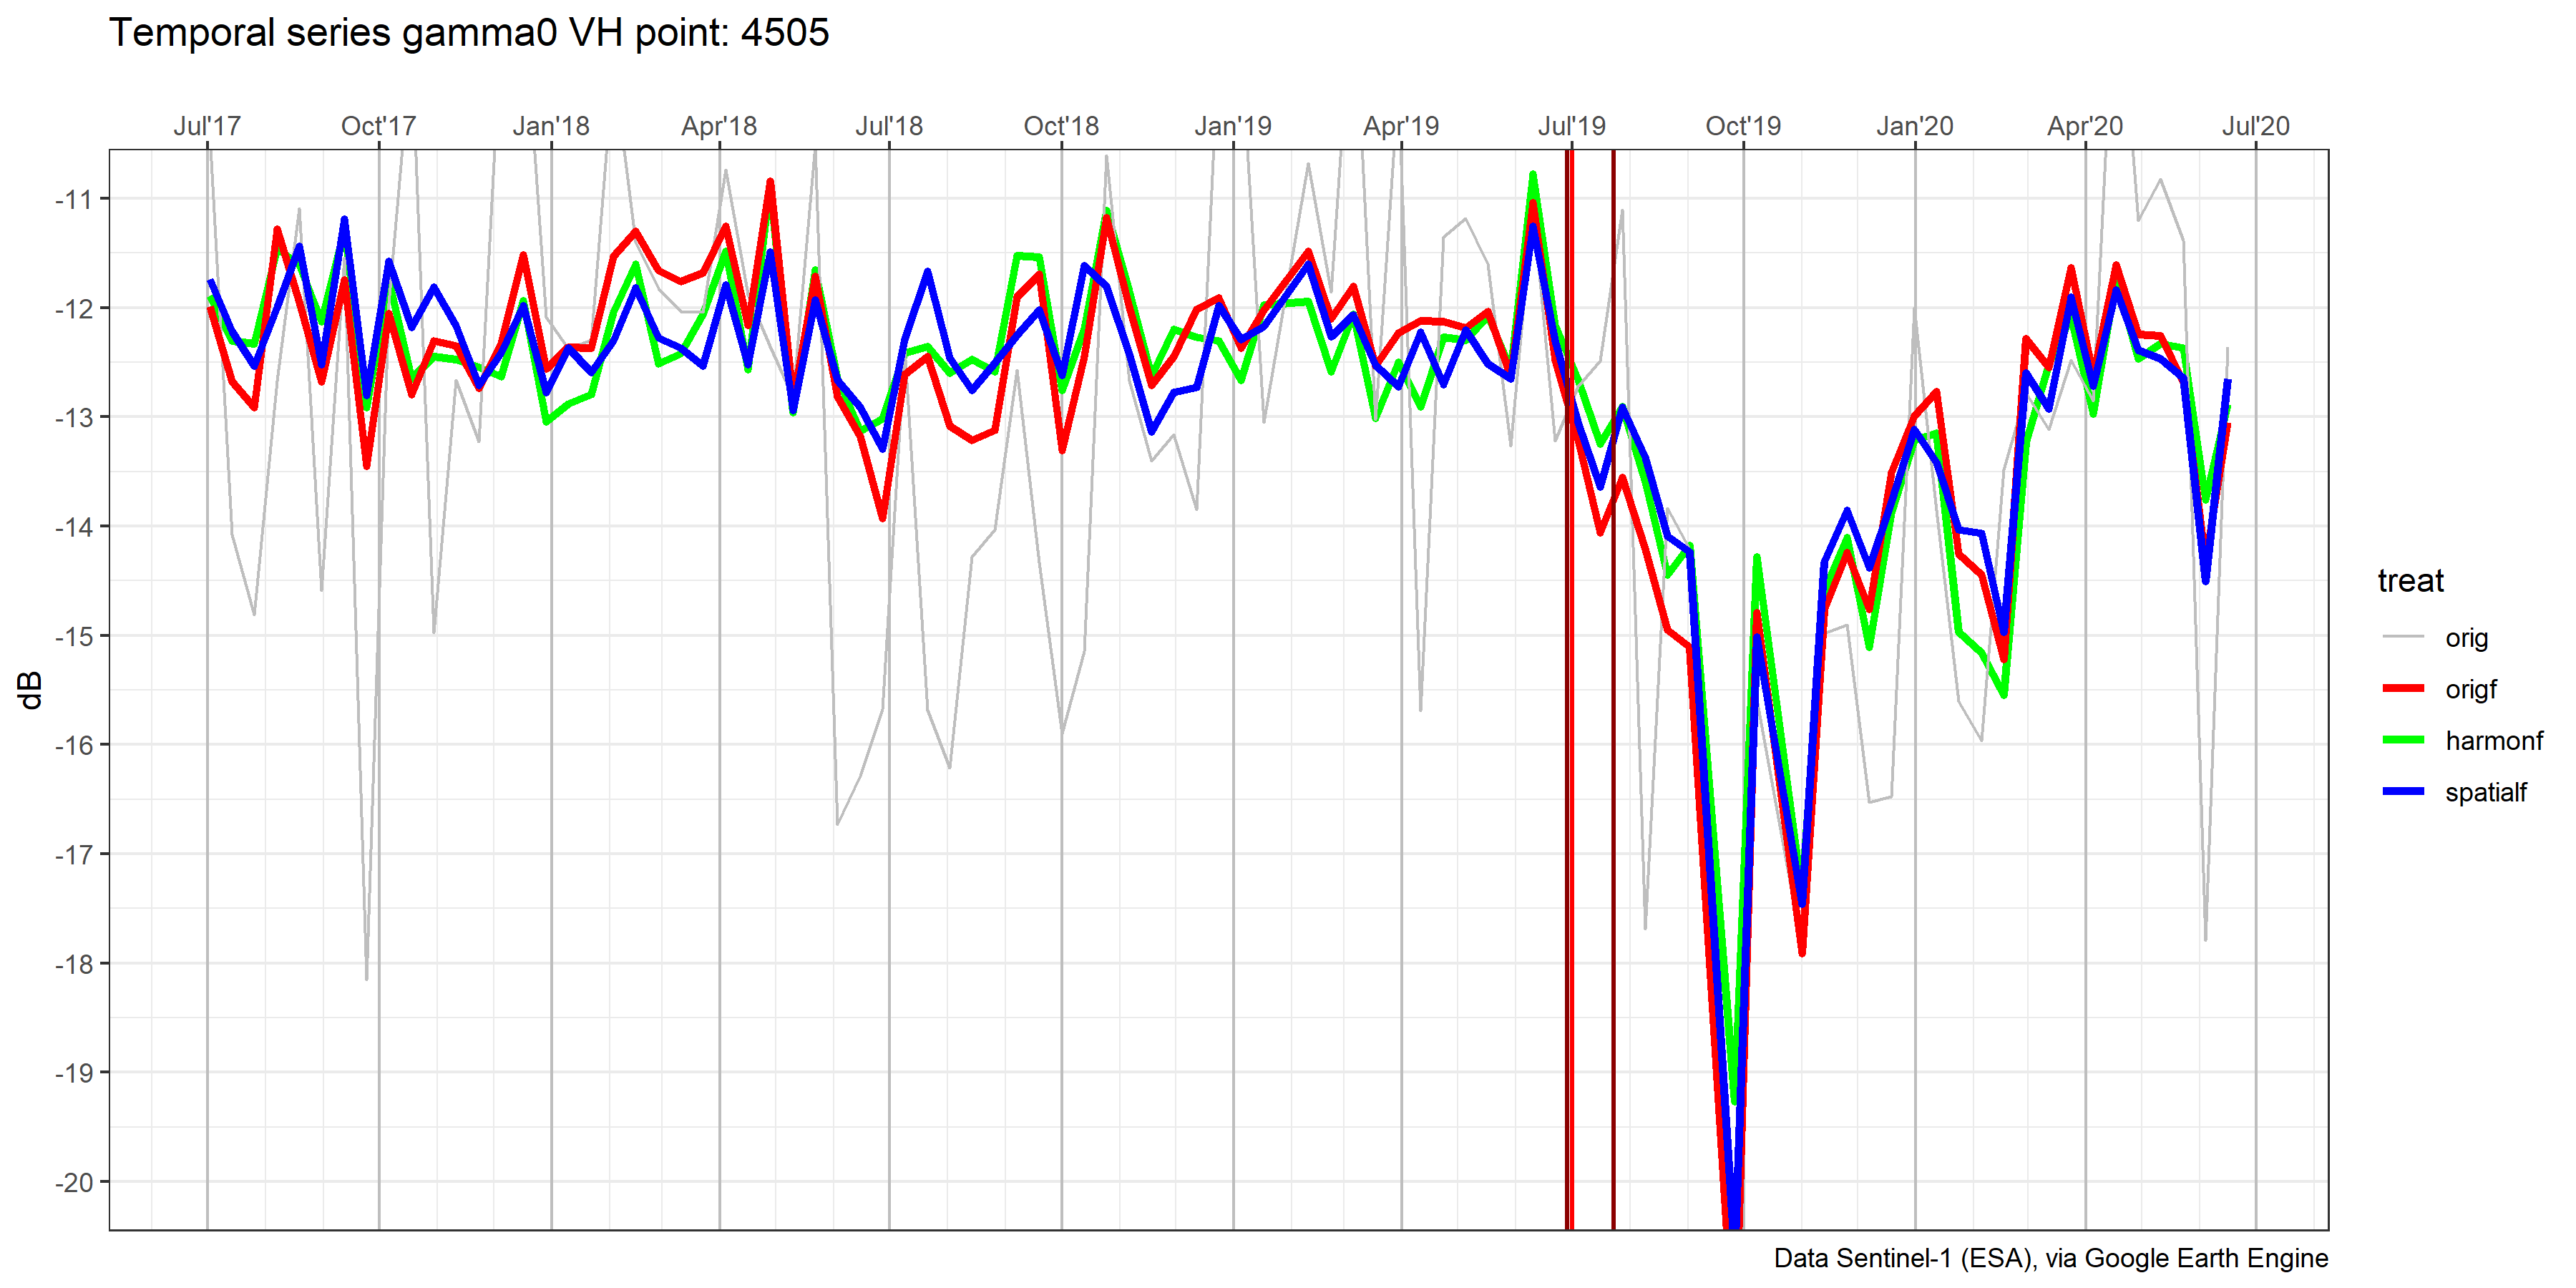 Temporal series gamma0 VH point: 4505
Jul'17 Oct'17 Jan'18 Apr'18 Jul'18 Oct'18 Jan'19 Apr'19 Jul'19 Oct'19 Jan'20 Apr'20 Jul'20
-11
-12
-13
-14
-15
-16
-17
-18
-19
-20
dB
treat
orig
origf
harmonf
spatialf
Data Sentinel-1 (ESA), via Google Earth Engine